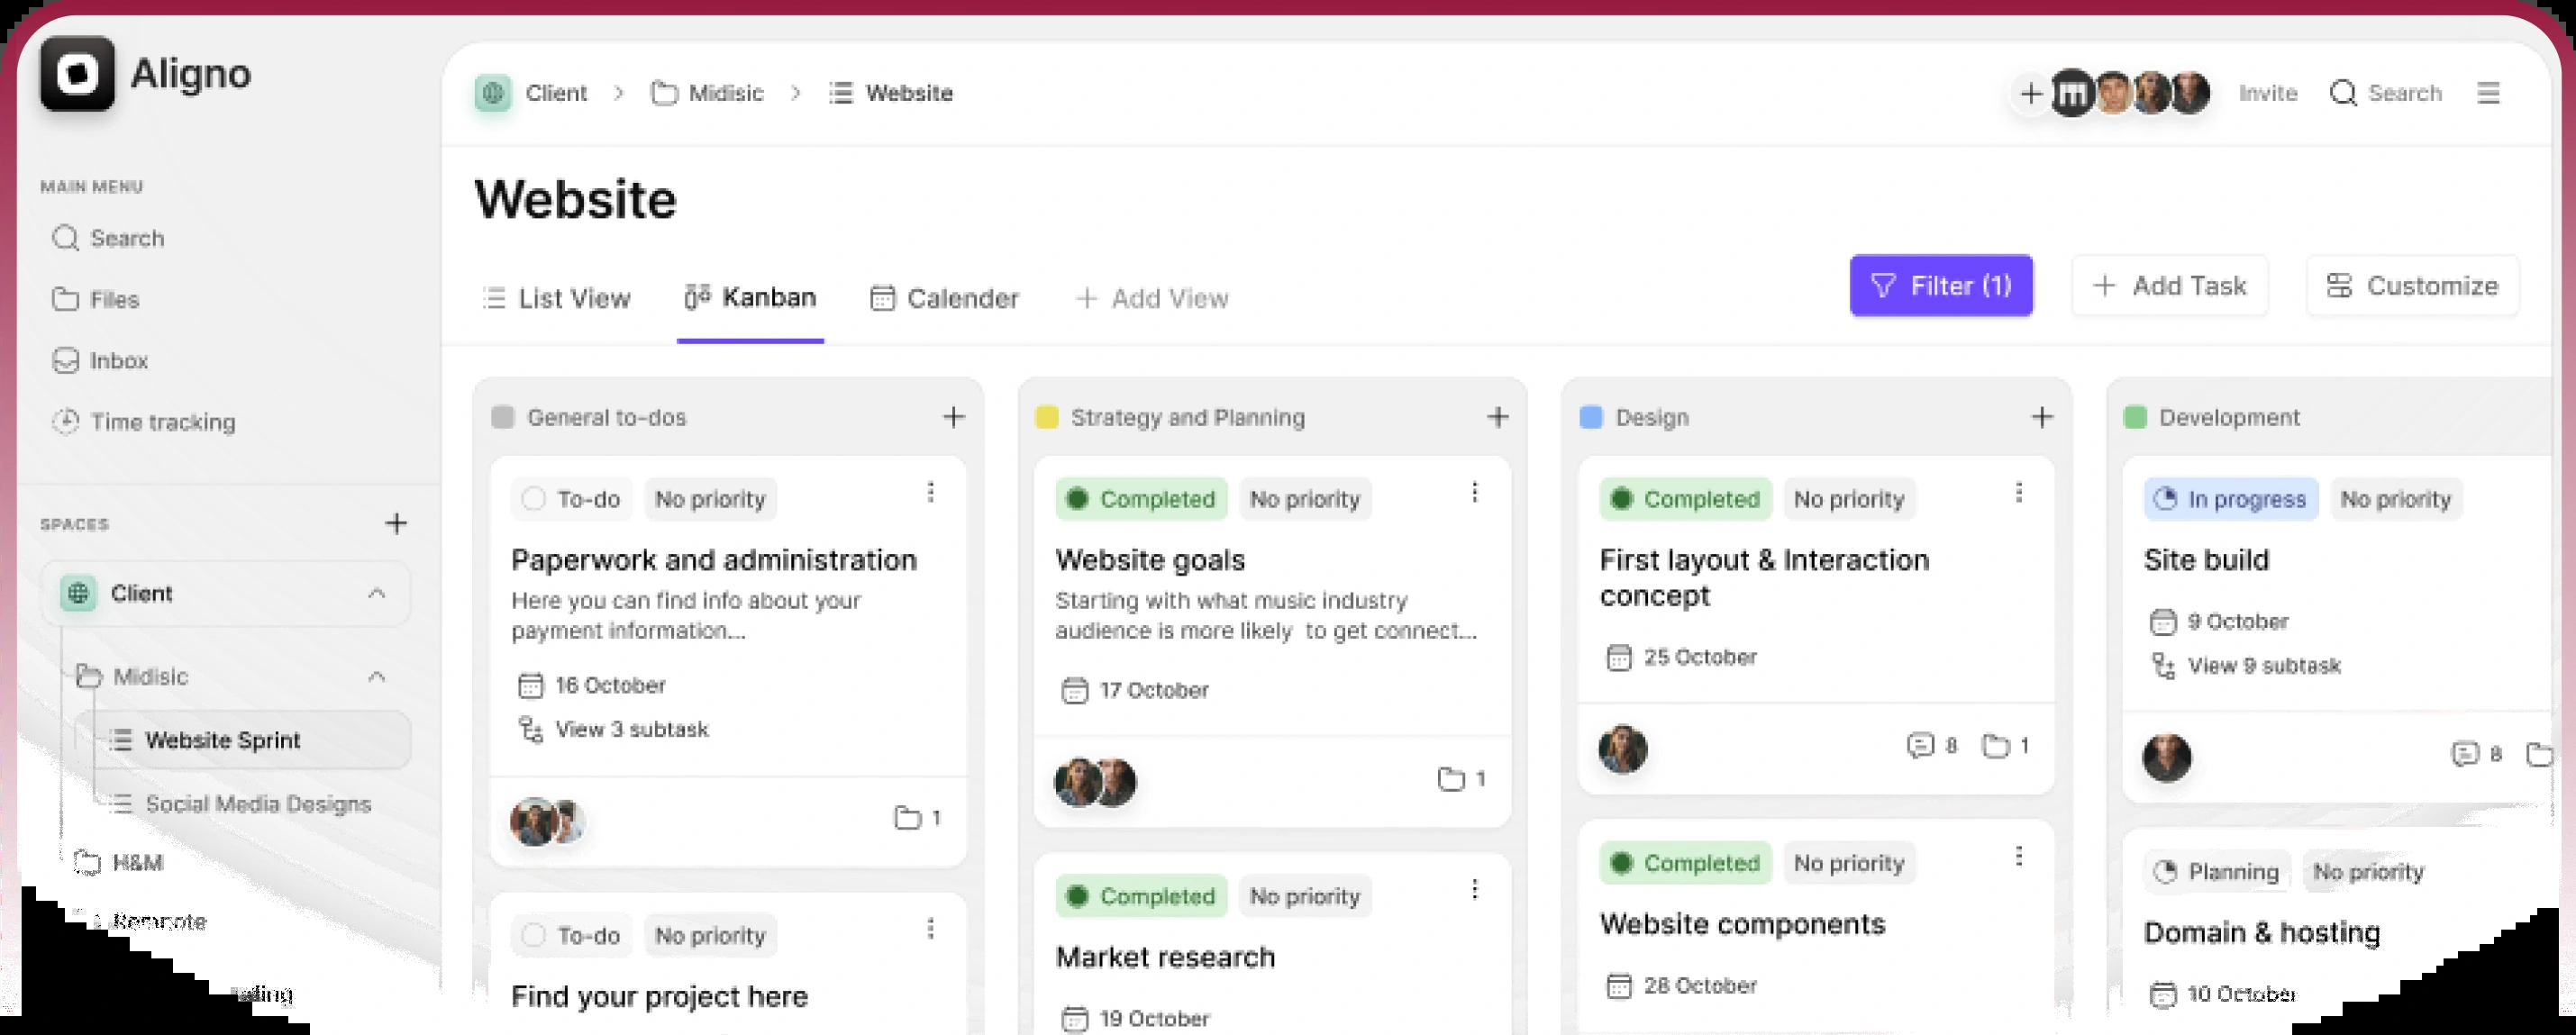 Aligno
MAIN MENU
Search
Files
Inbox
Time tracking
SPACES
Client
Midisic
Website Sprint
Social Media Designs
H&M
Client > Midisic > Website
Invite
Search
Website
List View
Kanban
Calender
Add View
Filter (1)
Add Task
Customize
General to-dos
To-do
No priority
Paperwork and administration
Here you can find info about your
payment information...
16 October
View 3 subtask
1
To-do
No priority
Find your project here
Strategy and Planning
Completed
No priority
Website goals
Starting with what music industry
audience is more likely to get connect...
17 October
1
Completed
No priority
Market research
19 October
Design
Completed
No priority
First layout & Interaction
concept
25 October
8
1
Completed
No priority
Website components
28 October
Development
In progress
No priority
Site build
9 October
View 9 subtask
8
Planning
No priority
Domain & hosting
10 October